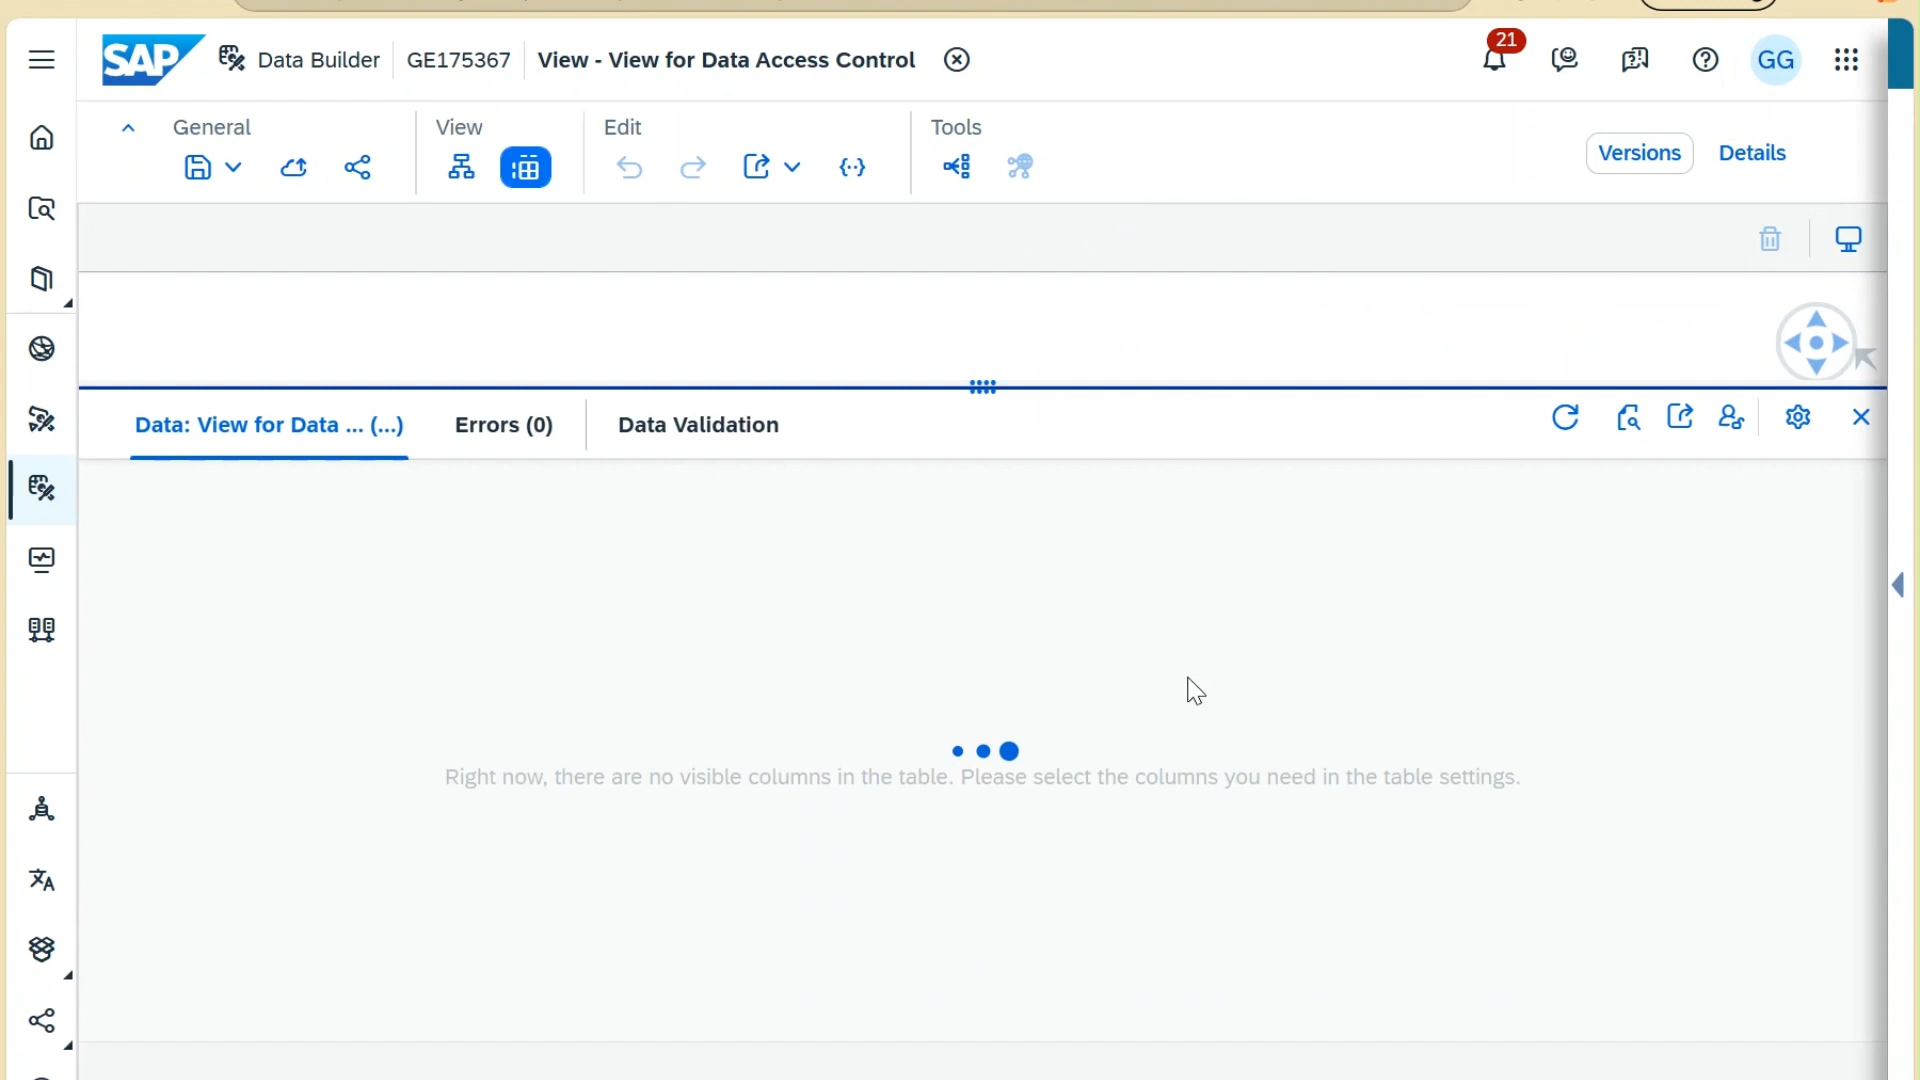 SAP Data Builder GE175367 View - View for Data Access Control 21 GG
General View Edit Tools
Versions Details
Data: View for Data ... (...) Errors (0) Data Validation
Right now, there are no visible columns in the table. Please select the columns you need in the table settings.